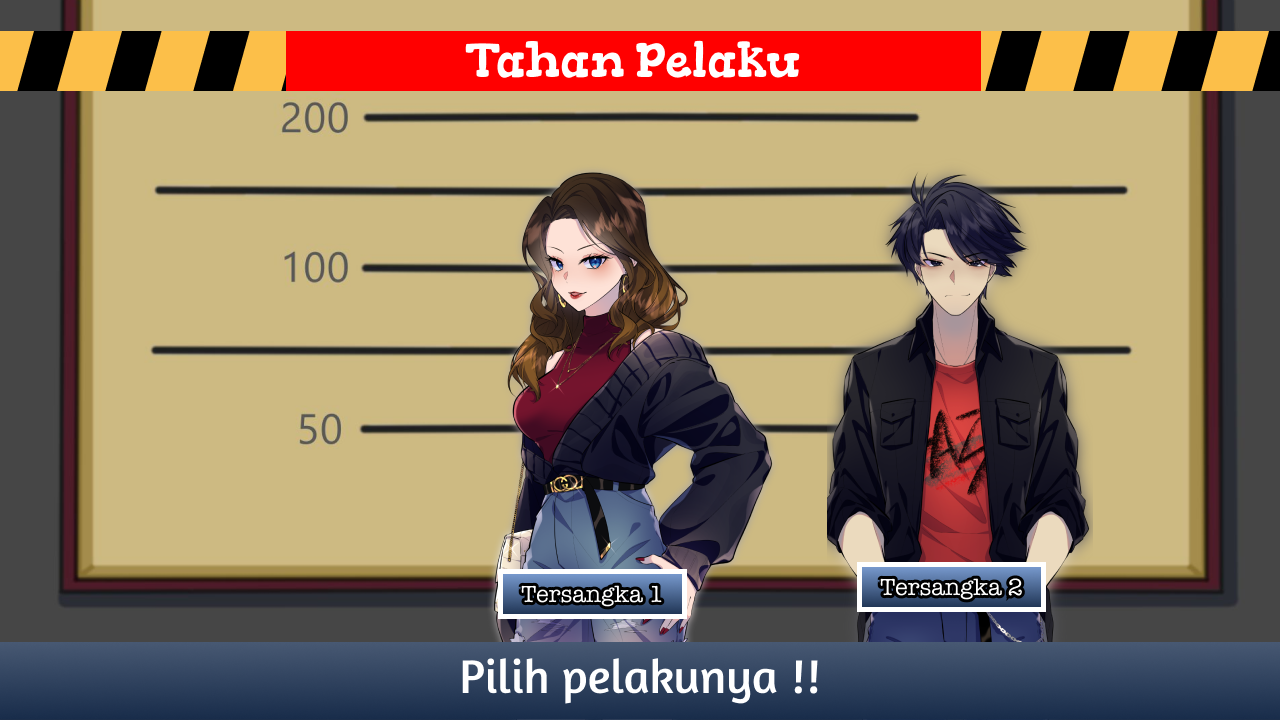 Tahan Pelaku
200
100
50
Tersangka 1
Tersangka 2
Pilih pelakunya !!